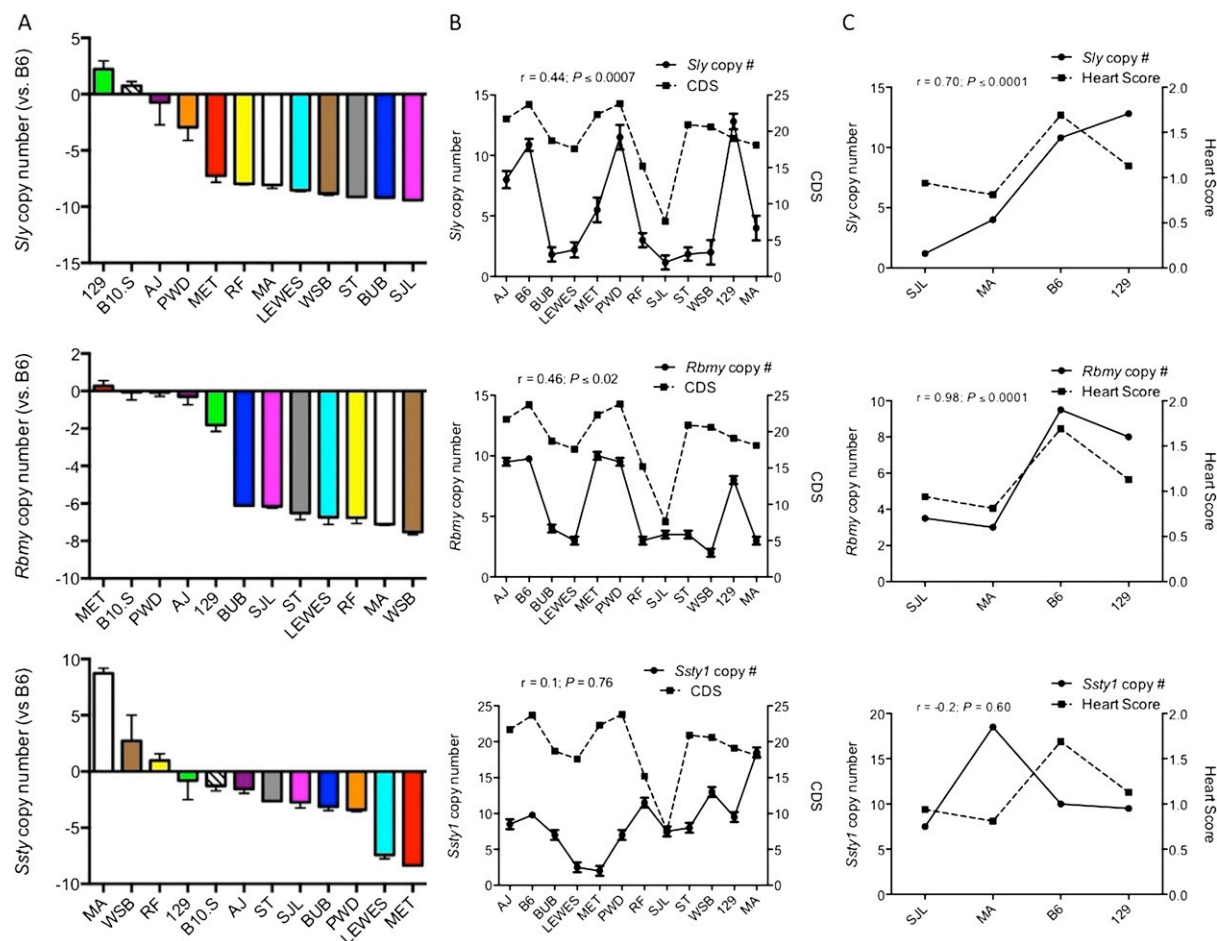 A
B
C
Sly copy number (vs. B6)
5
0
-5
-10
-15
129
B10.S
AJ
PWD
MET
RF
MA
LEWES
WSB
ST
BUB
SJL
r = 0.44; P ≤ 0.0007
Sly copy #
CDS
Sly copy number
15
10
5
0
25
20
15
10
5
0
CDS
AJ
B6
BUB
LEWES
MET
PWD
RF
SJL
ST
WSB
129
MA
r = 0.70; P ≤ 0.0001
Sly copy #
Heart Score
Sly copy number
15
10
5
0
2.0
1.5
1.0
0.5
0.0
Heart Score
SJL
MA
B6
129
Rbmy copy number (vs. B6)
2
0
-2
-4
-6
-8
-10
MET
B10.S
PWD
AJ
129
BUB
SJL
ST
LEWES
RF
MA
WSB
r = 0.46; P ≤ 0.02
Rbmy copy #
CDS
Rbmy copy number
15
10
5
0
25
20
15
10
5
0
CDS
AJ
B6
BUB
LEWES
MET
PWD
RF
SJL
ST
WSB
129
MA
r = 0.98; P ≤ 0.0001
Rbmy copy #
Heart Score
Rbmy copy number
10
8
6
4
2
0
2.0
1.5
1.0
0.5
0.0
Heart Score
SJL
MA
B6
129
Ssty copy number (vs B6)
10
5
0
-5
-10
MA
WSB
RF
129
B10.S
AJ
ST
SJL
BUB
PWD
LEWES
MET
r = 0.1; P = 0.76
Ssty1 copy #
CDS
Ssty1 copy number
25
20
15
10
5
0
25
20
15
10
5
0
CDS
AJ
B6
BUB
LEWES
MET
PWD
RF
SJL
ST
WSB
129
MA
r = -0.2; P = 0.60
Ssty1 copy #
Heart Score
Ssty1 copy number
20
15
10
5
0
2.0
1.5
1.0
0.5
0.0
Heart Score
SJL
MA
B6
129